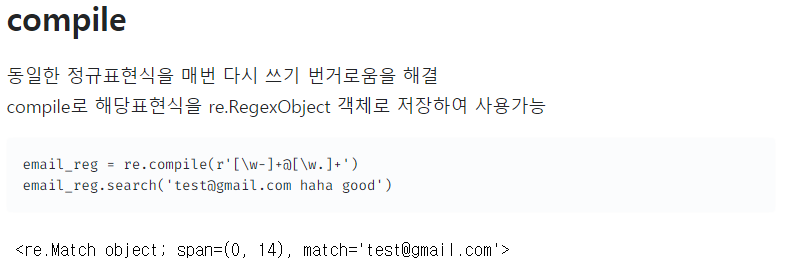 compile
동일한 정규표현식을 매번 다시 쓰기 번거로움을 해결
compile로 해당표현식을 re.RegexObject 객체로 저장하여 사용가능
email_reg = re.compile(r'[\w-]+@[\w.]+')
email_reg.search('test@gmail.com haha good')
<re.Match object; span=(0, 14), match='test@gmail.com'>